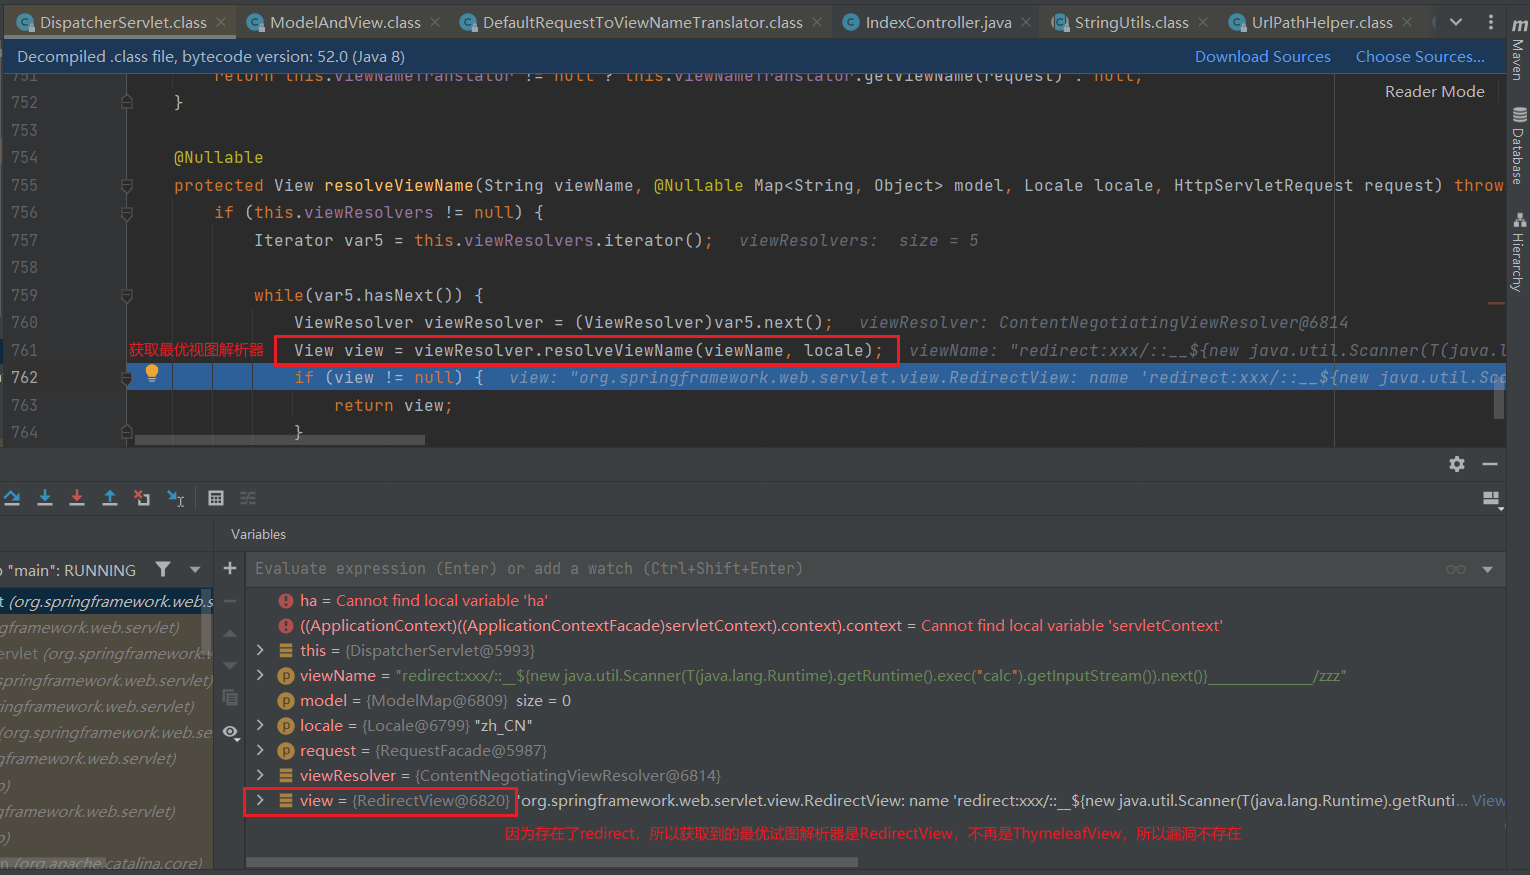 DispatcherServlet.class
ModelAndView.class
DefaultRequestToViewNameTranslator.class
IndexController.java
StringUtils.class
UrlPathHelper.class
Decompiled .class file, bytecode version: 52.0 (Java 8)
Download Sources
Choose Sources...
Reader Mode
751 return this.viewNameTranslator != null ? this.viewNameTranslator.getViewName(request) : null;
752 }
753
754 @Nullable
755 protected View resolveViewName(String viewName, @Nullable Map<String, Object> model, Locale locale, HttpServletRequest request) throw
756 if (this.viewResolvers != null) {
757 Iterator var5 = this.viewResolvers.iterator(); viewResolvers: size = 5
758
759 while(var5.hasNext()) {
760 ViewResolver viewResolver = (ViewResolver)var5.next(); viewResolver: ContentNegotiatingViewResolver@6814
761 获取最优视图解析器 View view = viewResolver.resolveViewName(viewName, locale); viewName: "redirect:xxx/::__${new java.util.Scanner(T(java.l
762 if (view != null) { view: "org.springframework.web.servlet.view.RedirectView: name 'redirect:xxx/::__${new java.util.Sca
763 return view;
764 }
Maven
Database
Hierarchy
Variables
"main": RUNNING
Evaluate expression (Enter) or add a watch (Ctrl+Shift+Enter)
t (org.springframework.web.s
gframework.web.servlet)
ervlet (org.springframework.w
springframework.web.servlet)
ingframework.web.servlet)
(org.springframework.web.se
gframework.web.servlet)
o)
gframework.web.servlet)
o)
n (org.apache.catalina.core)
ha = Cannot find local variable 'ha'
((ApplicationContext)((ApplicationContextFacade)servletContext).context).context = Cannot find local variable 'servletContext'
this = {DispatcherServlet@5993}
viewName = "redirect:xxx/::__${new java.util.Scanner(T(java.lang.Runtime).getRuntime().exec("calc").getInputStream()).next()}______________/zzz"
model = {ModelMap@6809} size = 0
locale = {Locale@6799} "zh_CN"
request = {RequestFacade@5987}
viewResolver = {ContentNegotiatingViewResolver@6814}
view = {RedirectView@6820} "org.springframework.web.servlet.view.RedirectView: name 'redirect:xxx/::__${new java.util.Scanner(T(java.lang.Runtime).getRunti... View
因为存在了redirect，所以获取到的最优试图解析器是RedirectView，不再是ThymeleafView，所以漏洞不存在